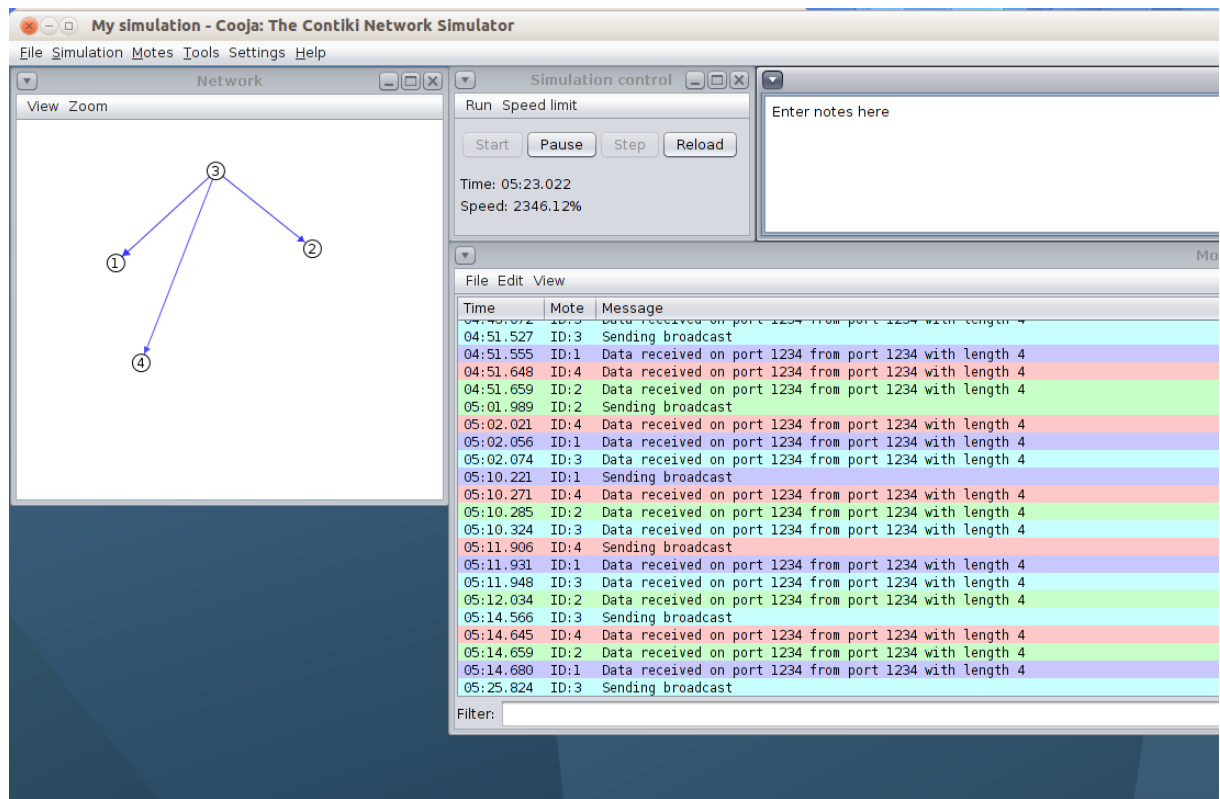 My simulation - Cooja: The Contiki Network Simulator
File Simulation Motes Tools Settings Help
Network
View Zoom
3
2
1
4
Simulation control
Run Speed limit
Start Pause Step Reload
Time: 05:23.022
Speed: 2346.12%
Enter notes here
Mo
File Edit View
Time Mote Message
Data received on port 1234 from port 1234 with length 4
04:51.527 ID:3 Sending broadcast
04:51.555 ID:1 Data received on port 1234 from port 1234 with length 4
04:51.648 ID:4 Data received on port 1234 from port 1234 with length 4
04:51.659 ID:2 Data received on port 1234 from port 1234 with length 4
05:01.989 ID:2 Sending broadcast
05:02.021 ID:4 Data received on port 1234 from port 1234 with length 4
05:02.056 ID:1 Data received on port 1234 from port 1234 with length 4
05:02.074 ID:3 Data received on port 1234 from port 1234 with length 4
05:10.221 ID:1 Sending broadcast
05:10.271 ID:4 Data received on port 1234 from port 1234 with length 4
05:10.285 ID:2 Data received on port 1234 from port 1234 with length 4
05:10.324 ID:3 Data received on port 1234 from port 1234 with length 4
05:11.906 ID:4 Sending broadcast
05:11.931 ID:1 Data received on port 1234 from port 1234 with length 4
05:11.948 ID:3 Data received on port 1234 from port 1234 with length 4
05:12.034 ID:2 Data received on port 1234 from port 1234 with length 4
05:14.566 ID:3 Sending broadcast
05:14.645 ID:4 Data received on port 1234 from port 1234 with length 4
05:14.659 ID:2 Data received on port 1234 from port 1234 with length 4
05:14.680 ID:1 Data received on port 1234 from port 1234 with length 4
05:25.824 ID:3 Sending broadcast
Filter: